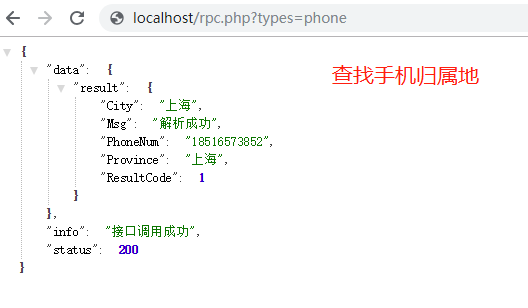 localhost/rpc.php?types=phone
{
"data": {
查找手机归属地
"result": {
"City": "上海",
"Msg": "解析成功",
"PhoneNum": "18516573852",
"Province": "上海",
"ResultCode": 1
}
},
"info": "接口调用成功",
"status": 200
}